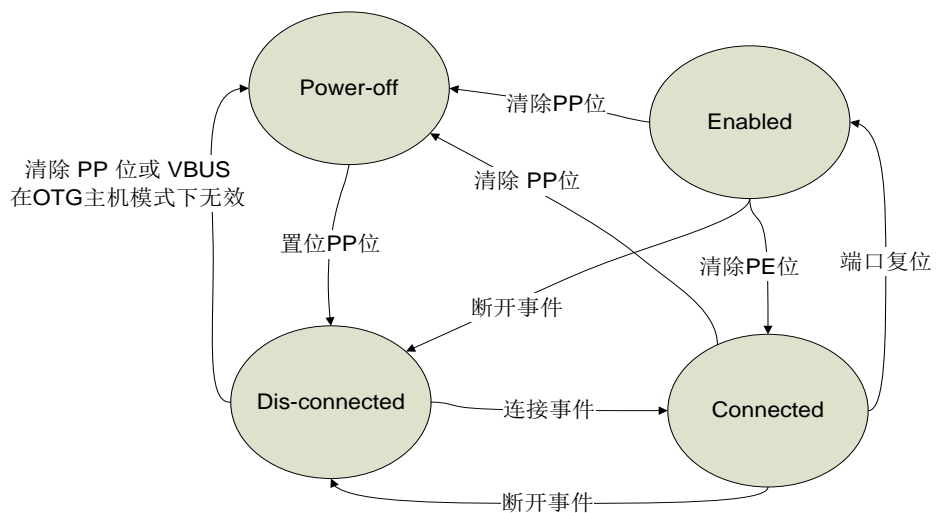 Power-off
Enabled
清除PP位
清除 PP 位或 VBUS
在OTG主机模式下无效
清除 PP位
置位PP位
清除PE位
端口复位
断开事件
Dis-connected
连接事件
Connected
断开事件